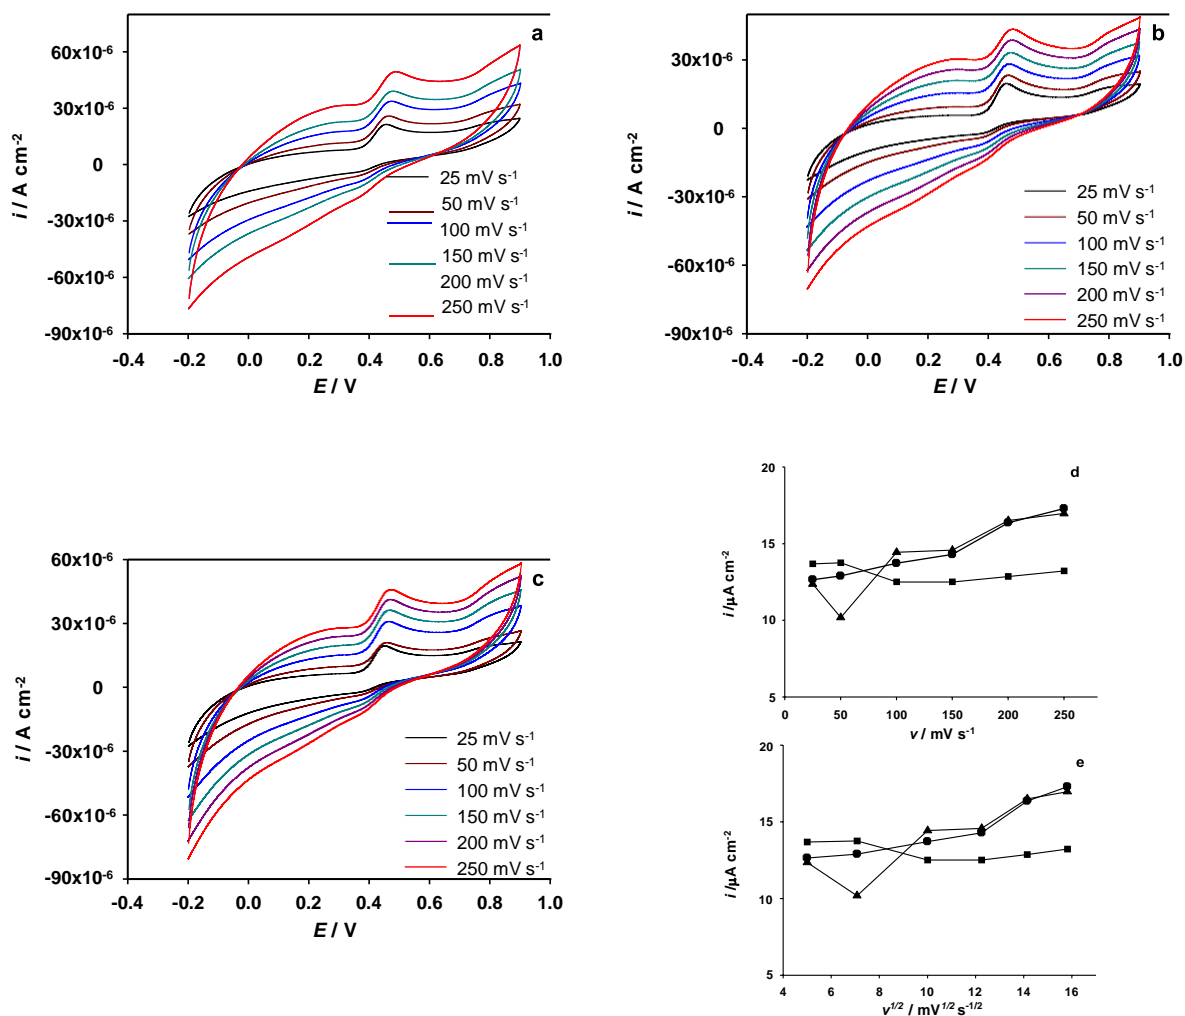 a
60x10-6
30x10-6
0
-30x10-6
-60x10-6
-90x10-6
i / A cm-2
25 mV s-1
50 mV s-1
100 mV s-1
150 mV s-1
200 mV s-1
250 mV s-1
-0.4 -0.2 0.0 0.2 0.4 0.6 0.8 1.0
E / V
b
30x10-6
0
-30x10-6
-60x10-6
-90x10-6
i / A cm-2
25 mV s-1
50 mV s-1
100 mV s-1
150 mV s-1
200 mV s-1
250 mV s-1
-0.4 -0.2 0.0 0.2 0.4 0.6 0.8 1.0
E / V
c
60x10-6
30x10-6
0
-30x10-6
-60x10-6
-90x10-6
i / A cm-2
25 mV s-1
50 mV s-1
100 mV s-1
150 mV s-1
200 mV s-1
250 mV s-1
-0.4 -0.2 0.0 0.2 0.4 0.6 0.8 1.0
E / V
d
20
15
10
5
i /µA cm-2
0 50 100 150 200 250
v / mV s-1
e
20
15
10
5
i /µA cm-2
4 6 8 10 12 14 16
v1/2 / mV1/2 s-1/2